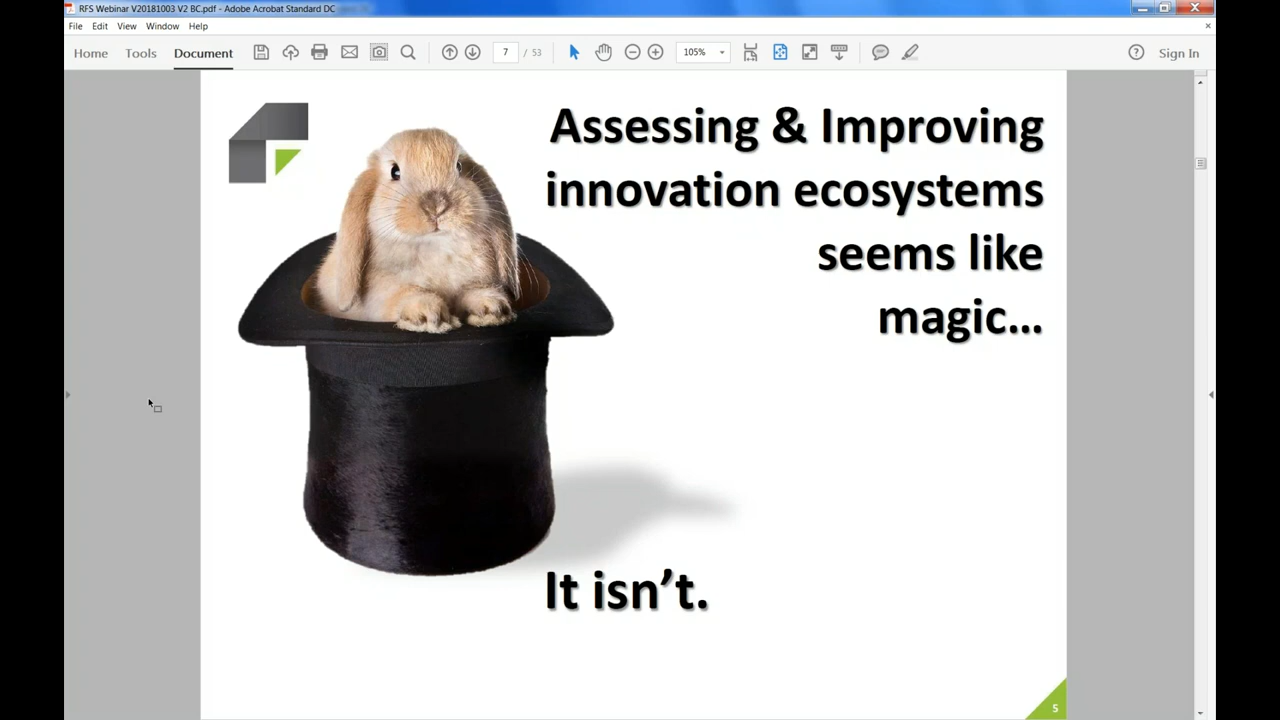 RFS Webinar V20181003 V2 BC.pdf - Adobe Acrobat Standard DC
File Edit View Window Help
Home Tools Document 7 / 53 105% Sign In
Assessing & Improving
innovation ecosystems
seems like
magic...
It isn’t.
5